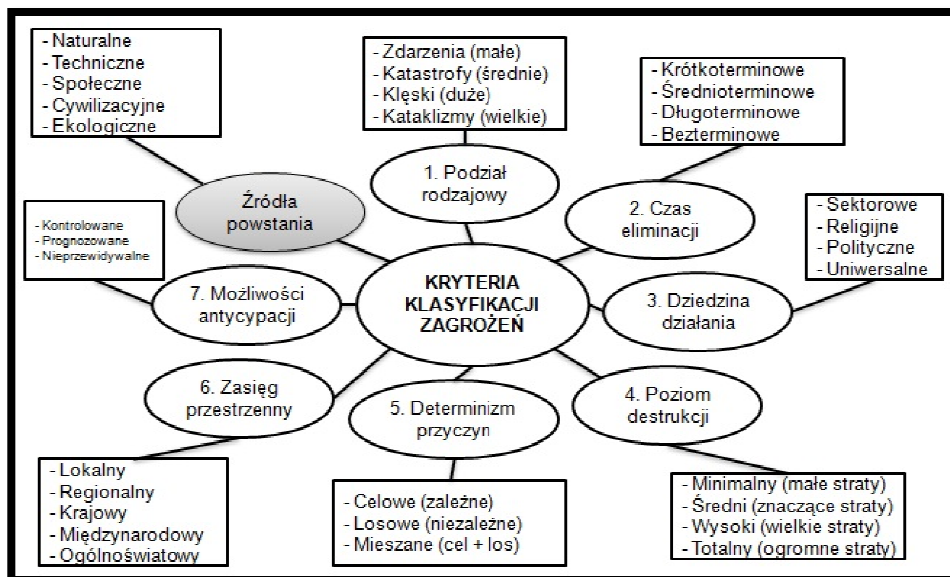 - Naturalne
- Techniczne
- Społeczne
- Cywilizacyjne
- Ekologiczne
- Zdarzenia (małe)
- Katastrofy (średnie)
- Klęski (duże)
- Kataklizmy (wielkie)
- Krótkoterminowe
- Średnioterminowe
- Długoterminowe
- Bezterminowe
Źródła
powstania
1. Podział
rodzajowy
2. Czas
eliminacji
- Sektorowe
- Religijne
- Polityczne
- Uniwersalne
- Kontrolowane
- Prognozowane
- Nieprzewidywalne
7. Możliwości
antycypacji
KRYTERIA
KLASYFIKACJI
ZAGROŻEŃ
3. Dziedzina
działania
6. Zasięg
przestrzenny
5. Determinizm
przyczyn
4. Poziom
destrukcji
- Lokalny
- Regionalny
- Krajowy
- Międzynarodowy
- Ogólnoświatowy
- Celowe (zależne)
- Losowe (niezależne)
- Mieszane (cel + los)
- Minimalny (małe straty)
- Średni (znaczące straty)
- Wysoki (wielkie straty)
- Totalny (ogromne straty)